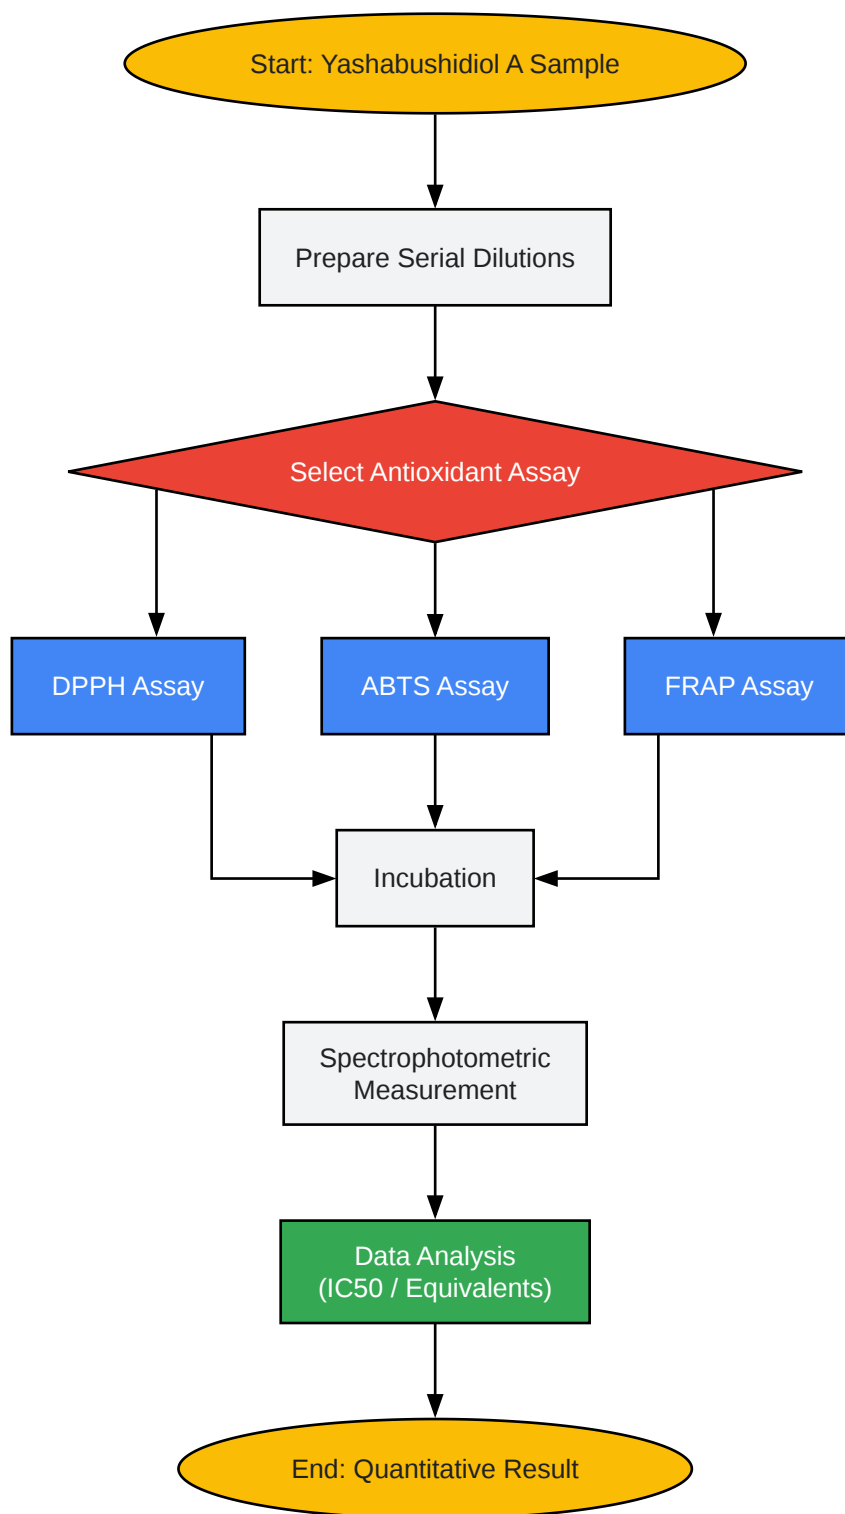 Start: Yashabushidiol A Sample
Prepare Serial Dilutions
Select Antioxidant Assay
DPPH Assay
ABTS Assay
FRAP Assay
Incubation
Spectrophotometric
Measurement
Data Analysis
(IC50 / Equivalents)
End: Quantitative Result